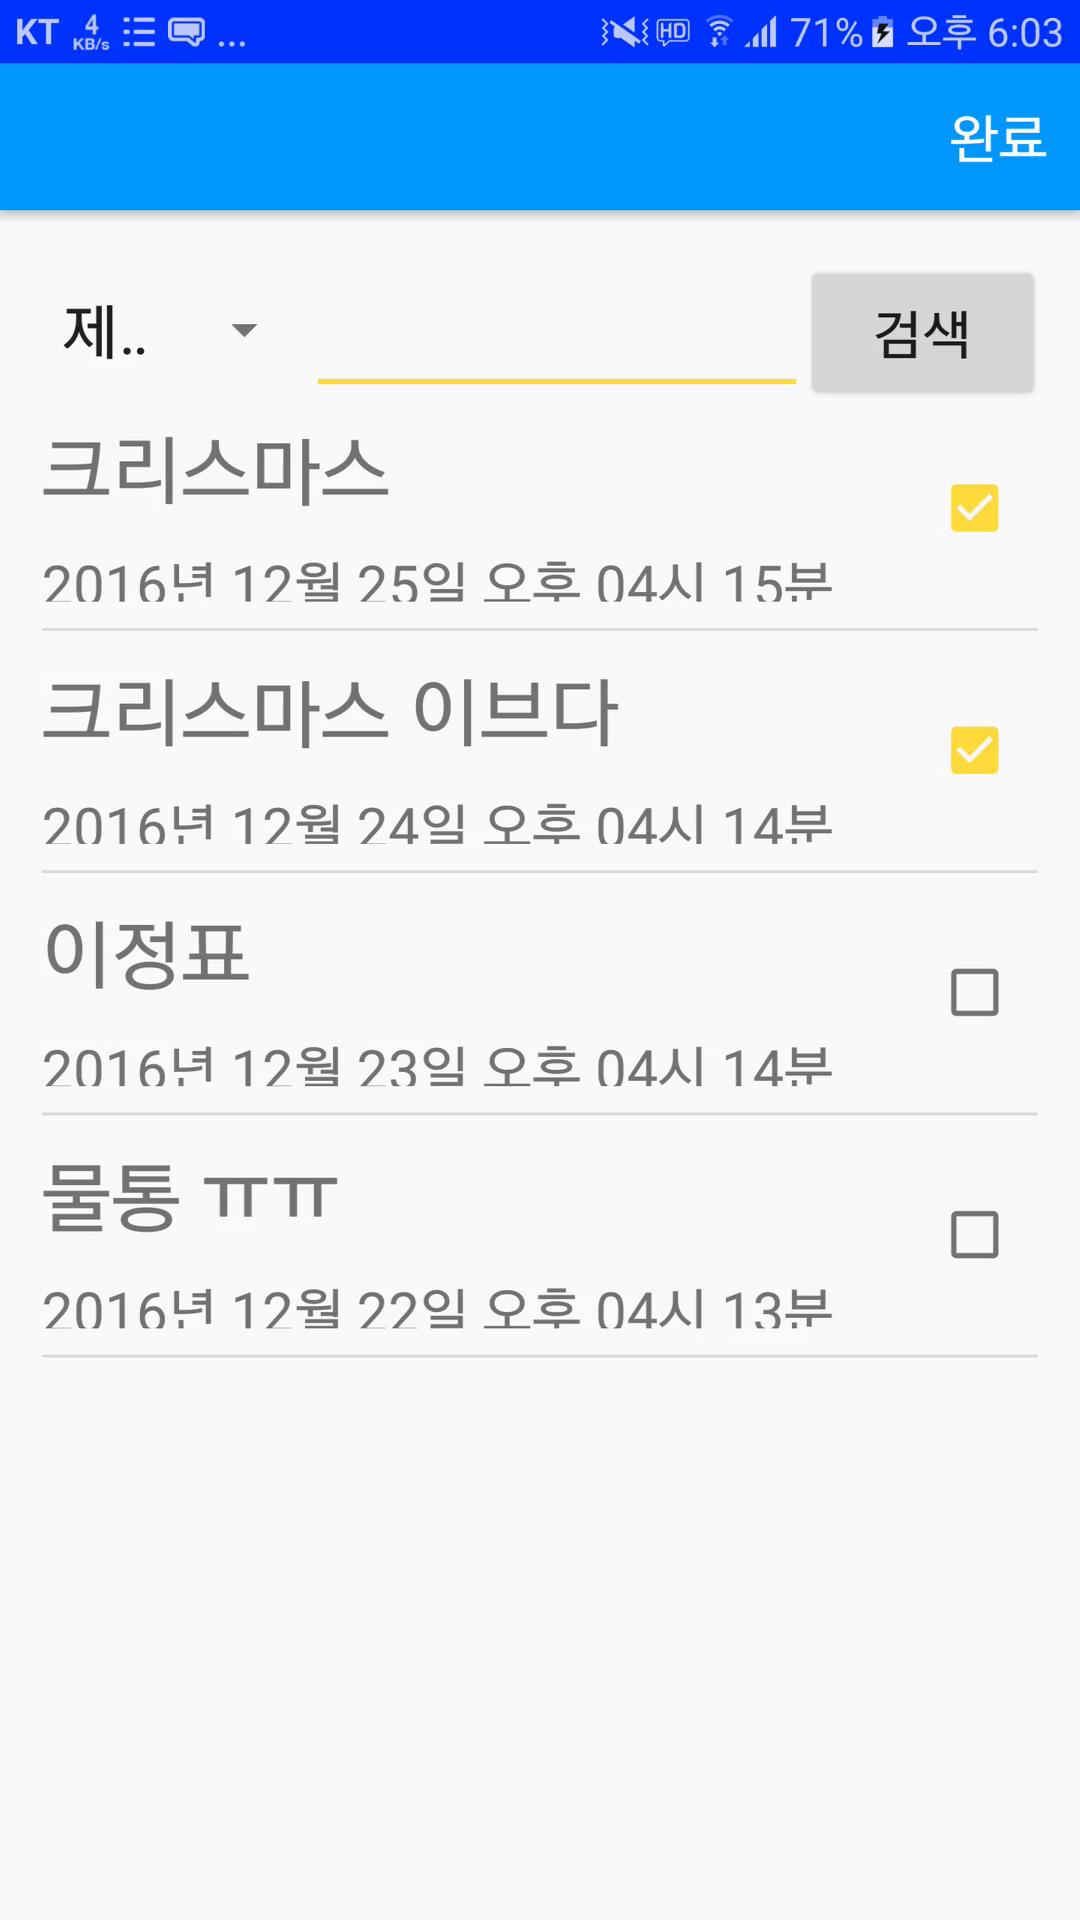 KT 4 KB/s ... HD 71% 오후 6:03
완료
제.. 검색
크리스마스
2016년 12월 25일 오후 04시 15분
크리스마스 이브다
2016년 12월 24일 오후 04시 14분
이정표
2016년 12월 23일 오후 04시 14분
물통 ㅠㅠ
2016년 12월 22일 오후 04시 13분